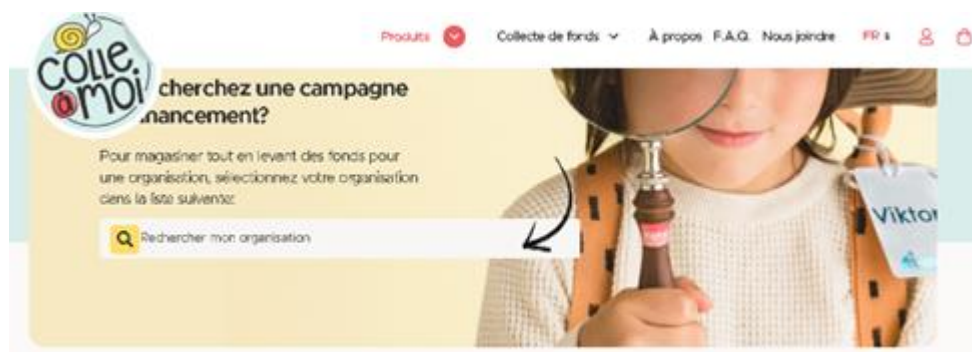 COLLE
à MOI
Produits
Collecte de fonds
À propos
F.A.Q.
Nous joindre
FR
cherchez une campagne
nancement?
Pour magasiner tout en levant des fonds pour
une organisation, sélectionnez votre organisation
dans la liste suivante:
Rechercher mon organisation
Viktor